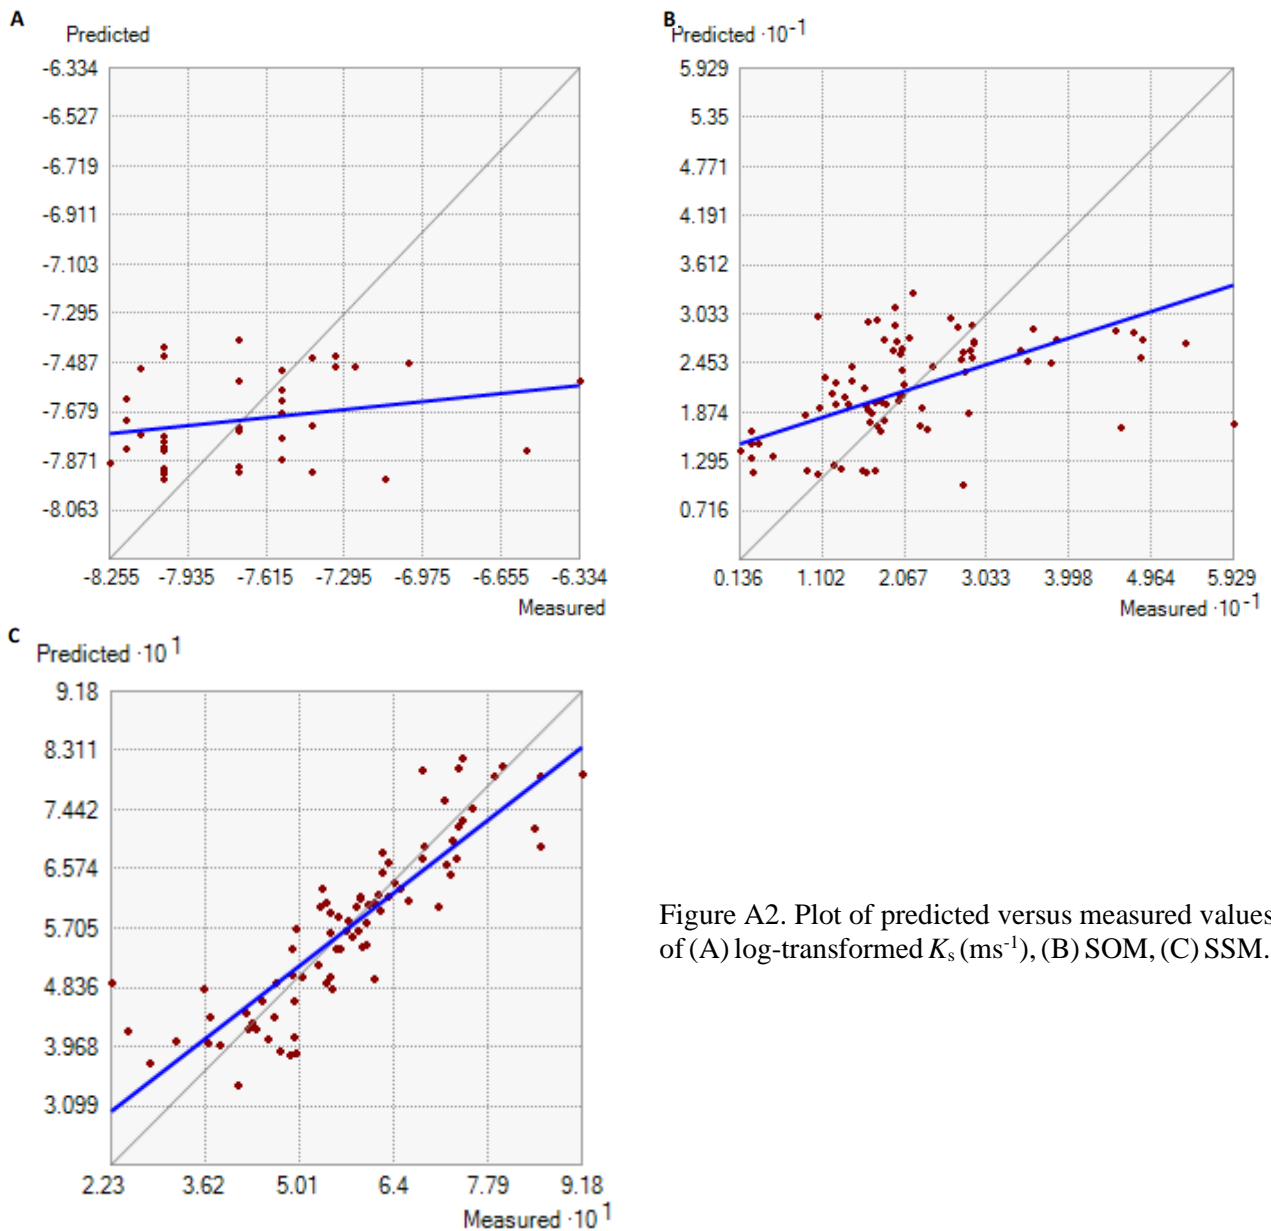 A
Predicted
-6.334
-6.527
-6.719
-6.911
-7.103
-7.295
-7.487
-7.679
-7.871
-8.063
-8.255 -7.935 -7.615 -7.295 -6.975 -6.655 -6.334
Measured
B.
Predicted ·10⁻¹
5.929
5.35
4.771
4.191
3.612
3.033
2.453
1.874
1.295
0.716
0.136 1.102 2.067 3.033 3.998 4.964 5.929
Measured ·10⁻¹
C
Predicted ·10¹
9.18
8.311
7.442
6.574
5.705
4.836
3.968
3.099
2.23 3.62 5.01 6.4 7.79 9.18
Measured ·10¹
Figure A2. Plot of predicted versus measured values
of (A) log-transformed Kₛ (ms⁻¹), (B) SOM, (C) SSM.